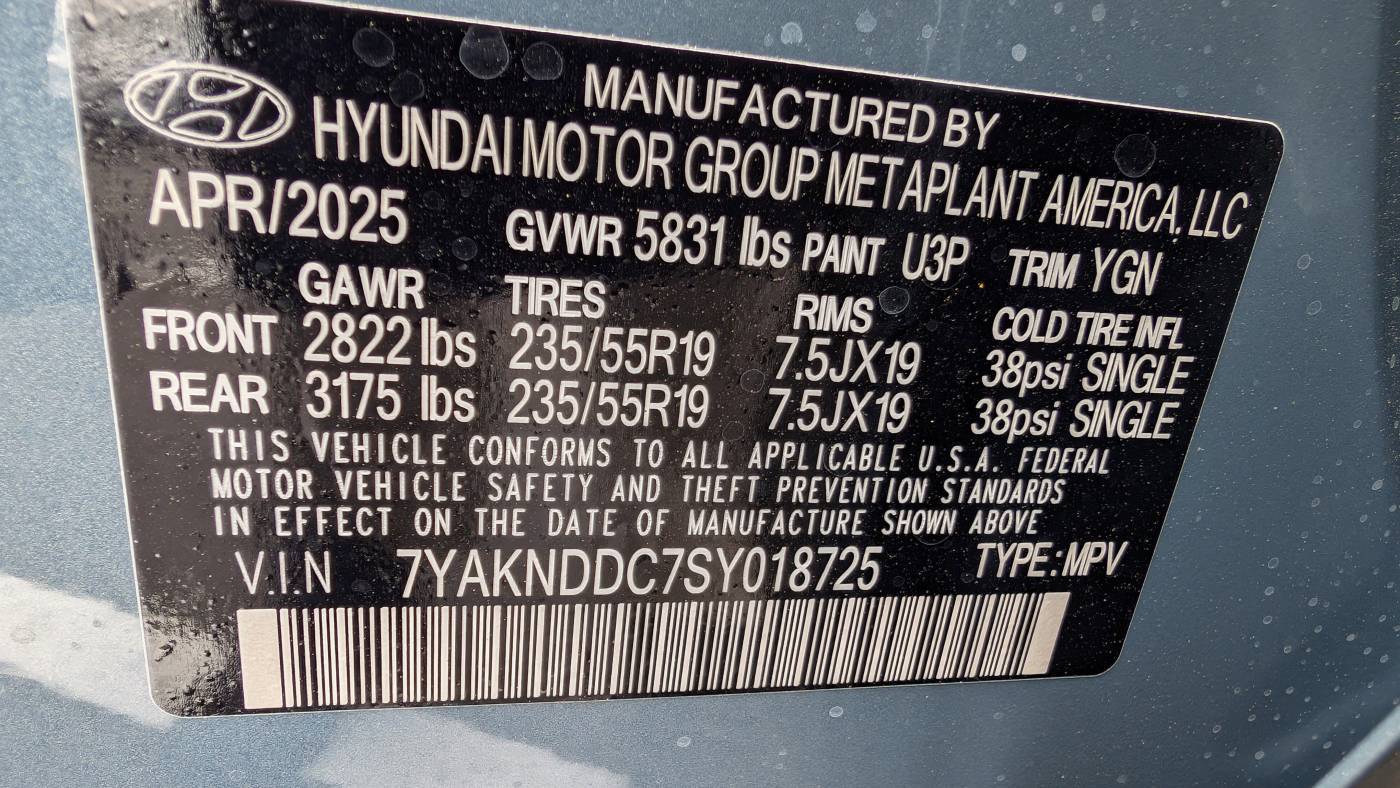 MANUFACTURED BY
HYUNDAI MOTOR GROUP METAPLANT AMERICA, LLC
APR/2025 GVWR 5831 lbs PAINT U3P TRIM YGN
GAWR TIRES RIMS COLD TIRE INFL
FRONT 2822 lbs 235/55R19 7.5JX19 38psi SINGLE
REAR 3175 lbs 235/55R19 7.5JX19 38psi SINGLE
THIS VEHICLE CONFORMS TO ALL APPLICABLE U.S.A. FEDERAL
MOTOR VEHICLE SAFETY AND THEFT PREVENTION STANDARDS
IN EFFECT ON THE DATE OF MANUFACTURE SHOWN ABOVE
V.I.N 7YAKNDDC7SY018725 TYPE: MPV